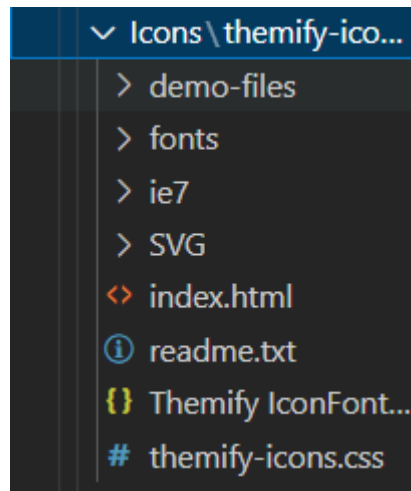 Icons\themify-ico...
demo-files
fonts
ie7
SVG
index.html
readme.txt
{} Themify IconFont...
# themify-icons.css